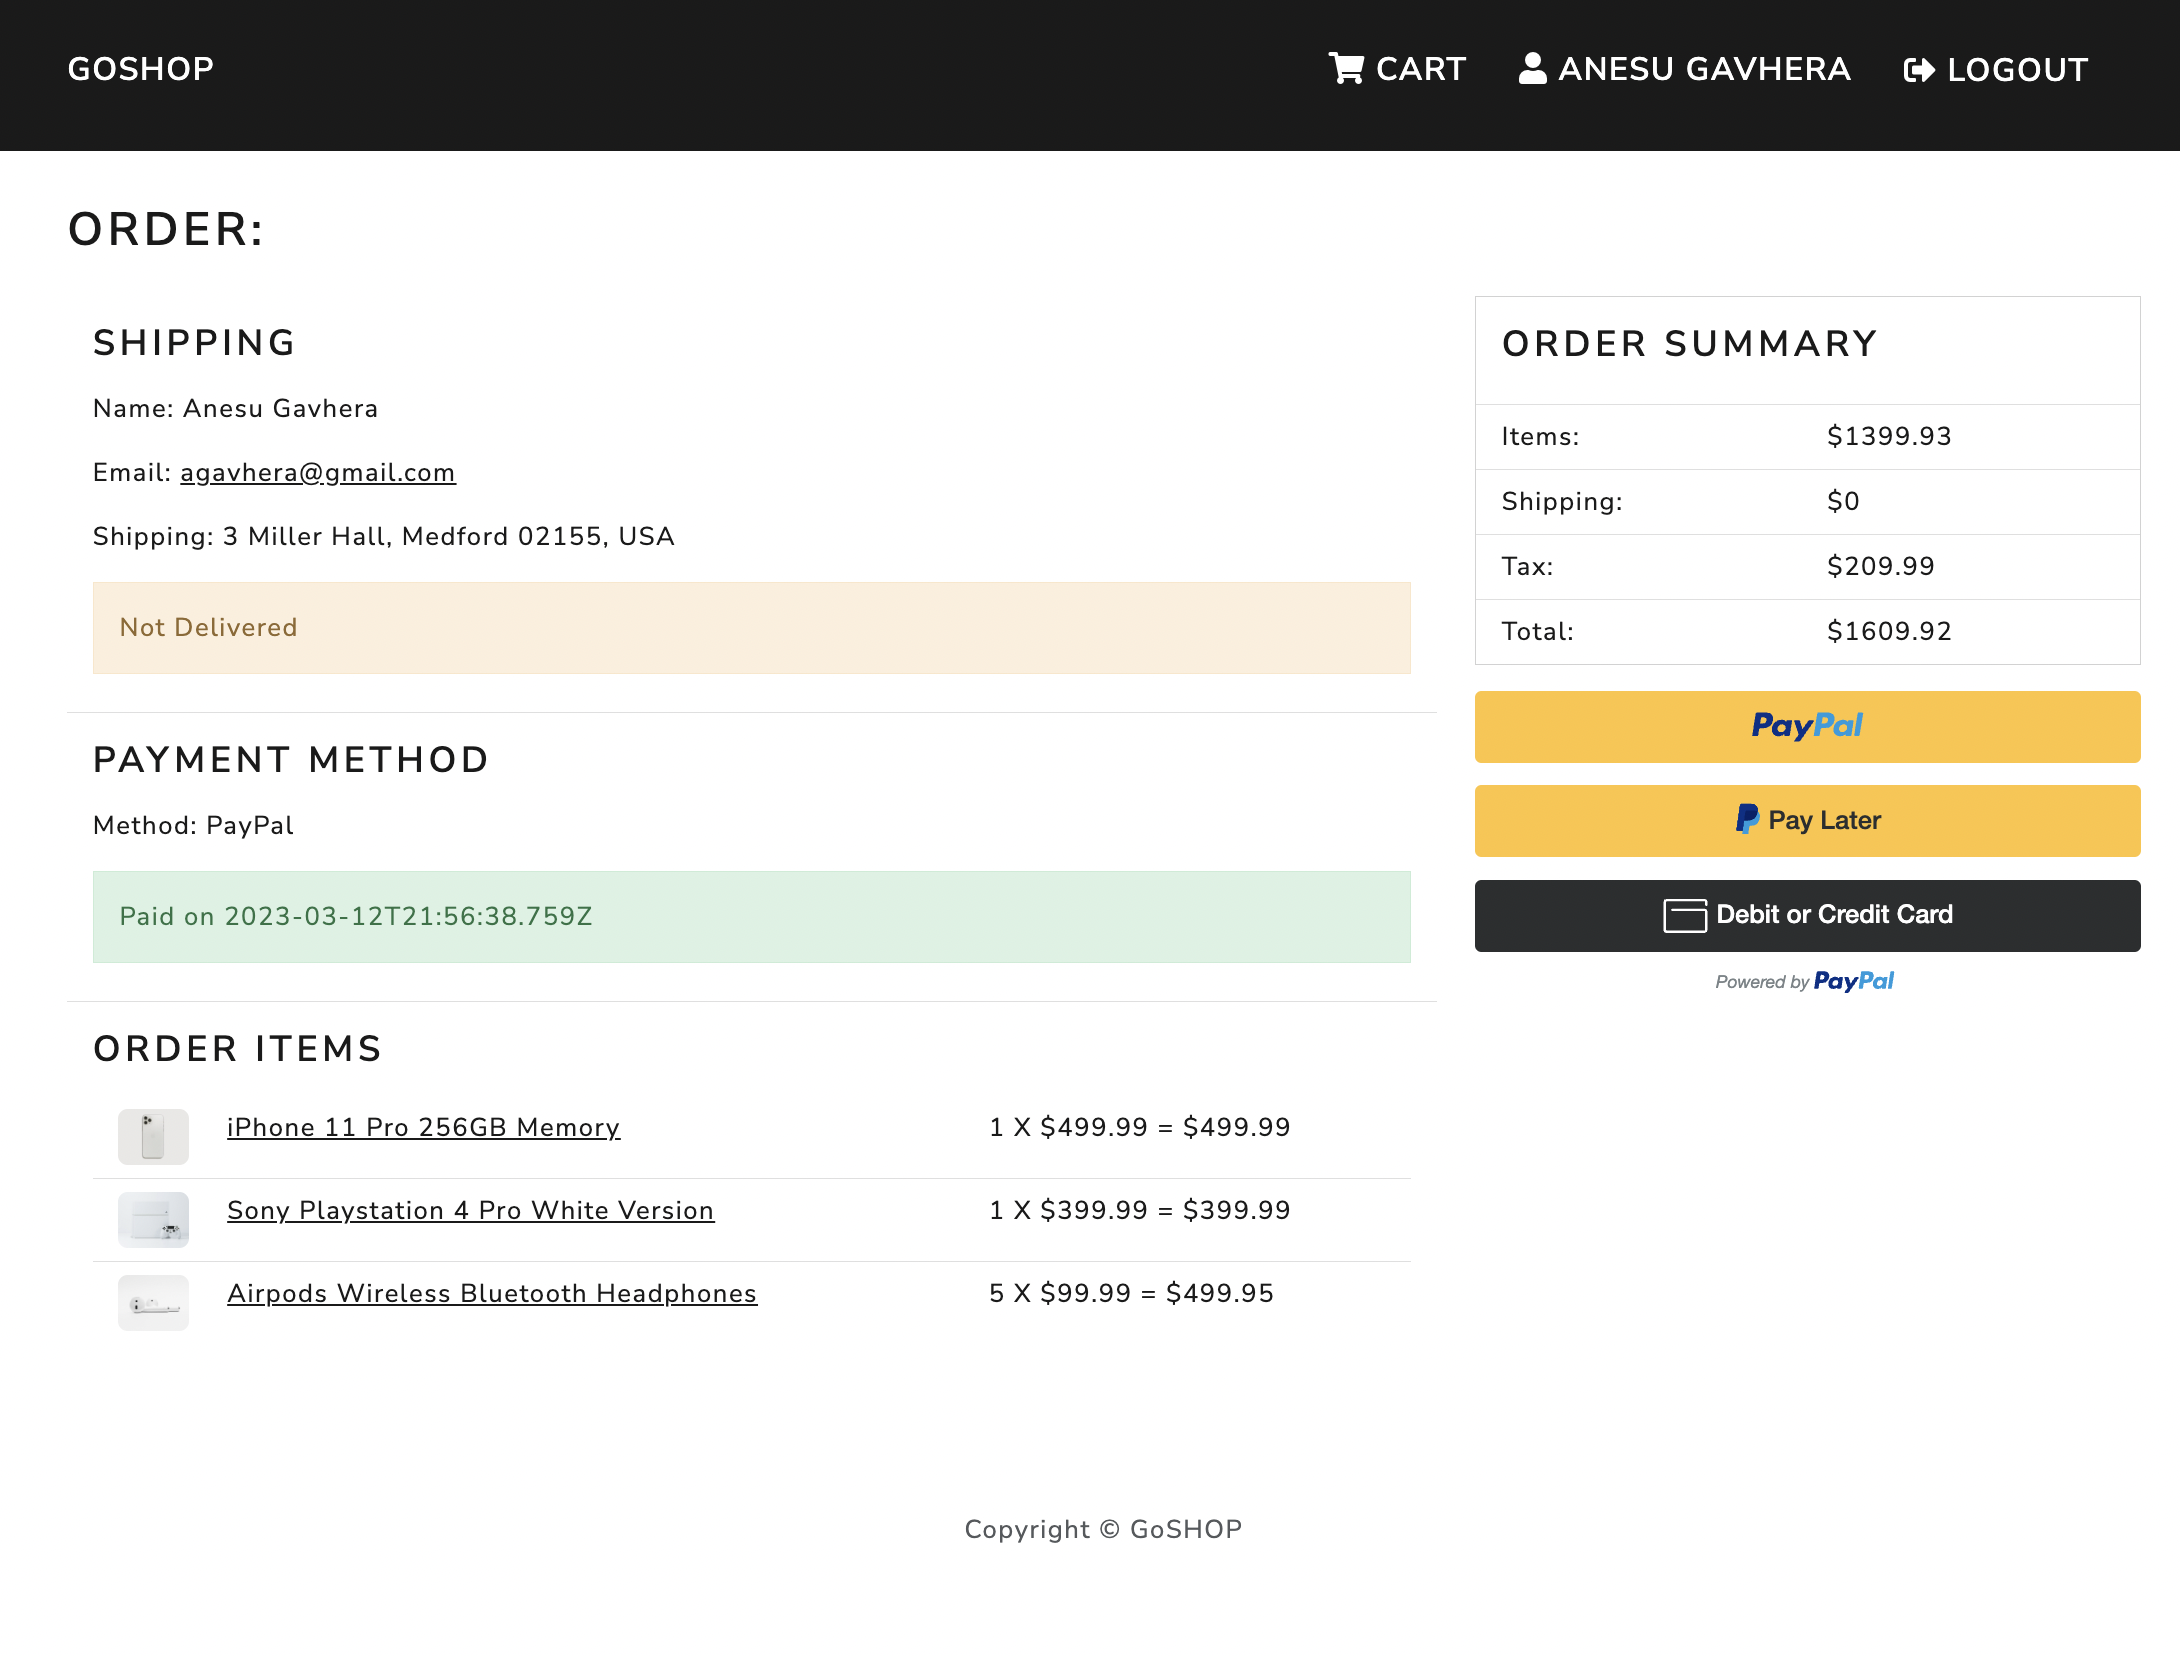 GOSHOP
CART
ANESU GAVHERA
LOGOUT
ORDER:
SHIPPING
Name: Anesu Gavhera
Email: agavhera@gmail.com
Shipping: 3 Miller Hall, Medford 02155, USA
Not Delivered
PAYMENT METHOD
Method: PayPal
Paid on 2023-03-12T21:56:38.759Z
ORDER ITEMS
iPhone 11 Pro 256GB Memory 1 X $499.99 = $499.99
Sony Playstation 4 Pro White Version 1 X $399.99 = $399.99
Airpods Wireless Bluetooth Headphones 5 X $99.99 = $499.95
ORDER SUMMARY
Items: $1399.93
Shipping: $0
Tax: $209.99
Total: $1609.92
PayPal
Pay Later
Debit or Credit Card
Powered by PayPal
Copyright © GoSHOP